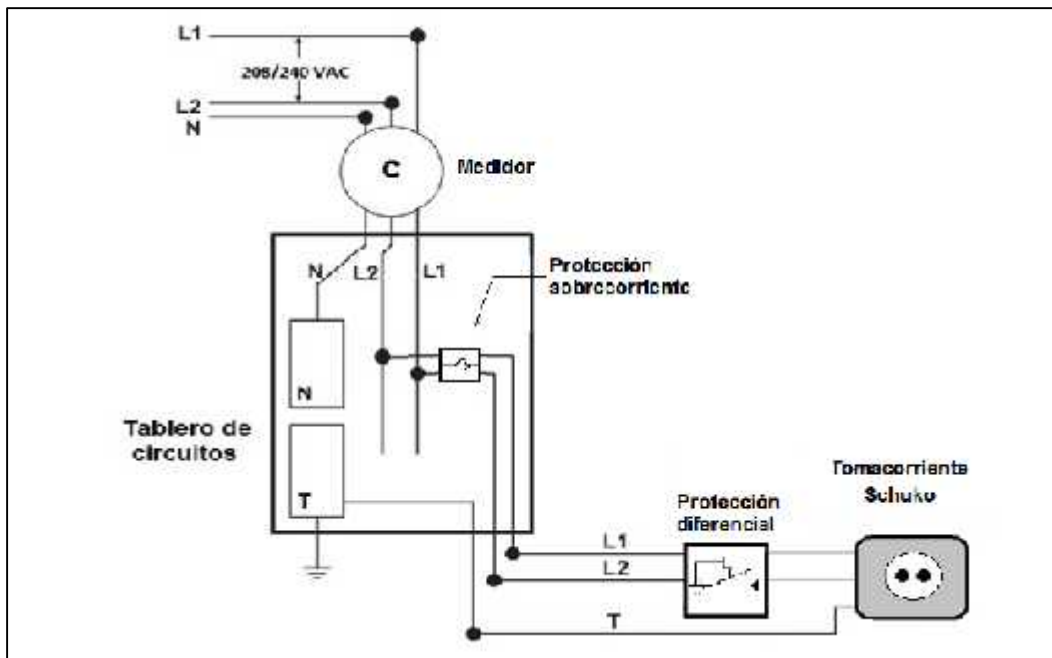 L1
208/240 VAC
L2
N
C
Medidor
N
L2
L1
Protección
sobrecorriente
N
Tablero de
circuitos
T
Protección
diferencial
Tomacorriente
Schuko
L1
L2
T